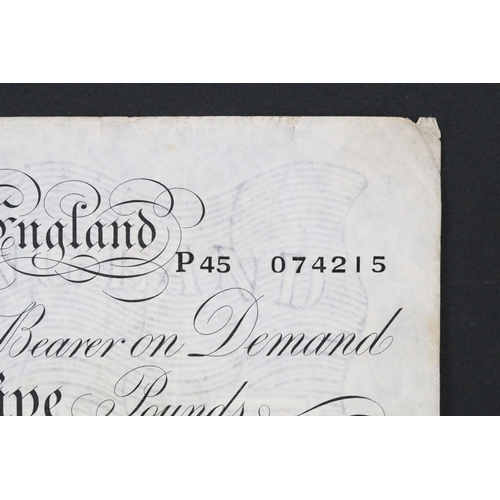 England
P45 074215
Bearer on Demand
Pounds